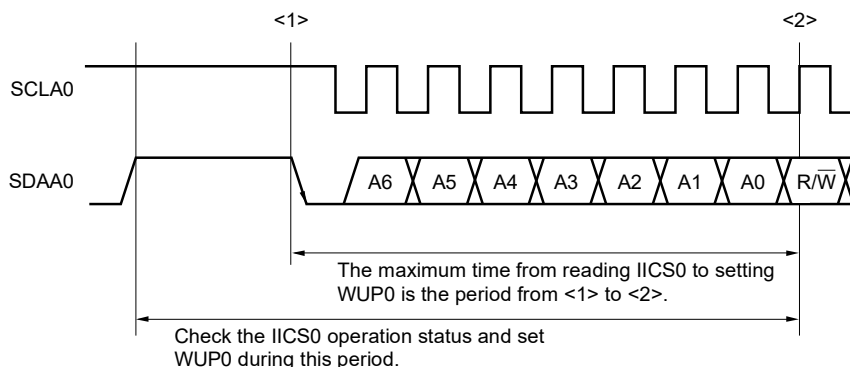 <1> <2>
SCLA0
SDAA0 A6 A5 A4 A3 A2 A1 A0 R/W̅
The maximum time from reading IICS0 to setting
WUP0 is the period from <1> to <2>.
Check the IICS0 operation status and set
WUP0 during this period.